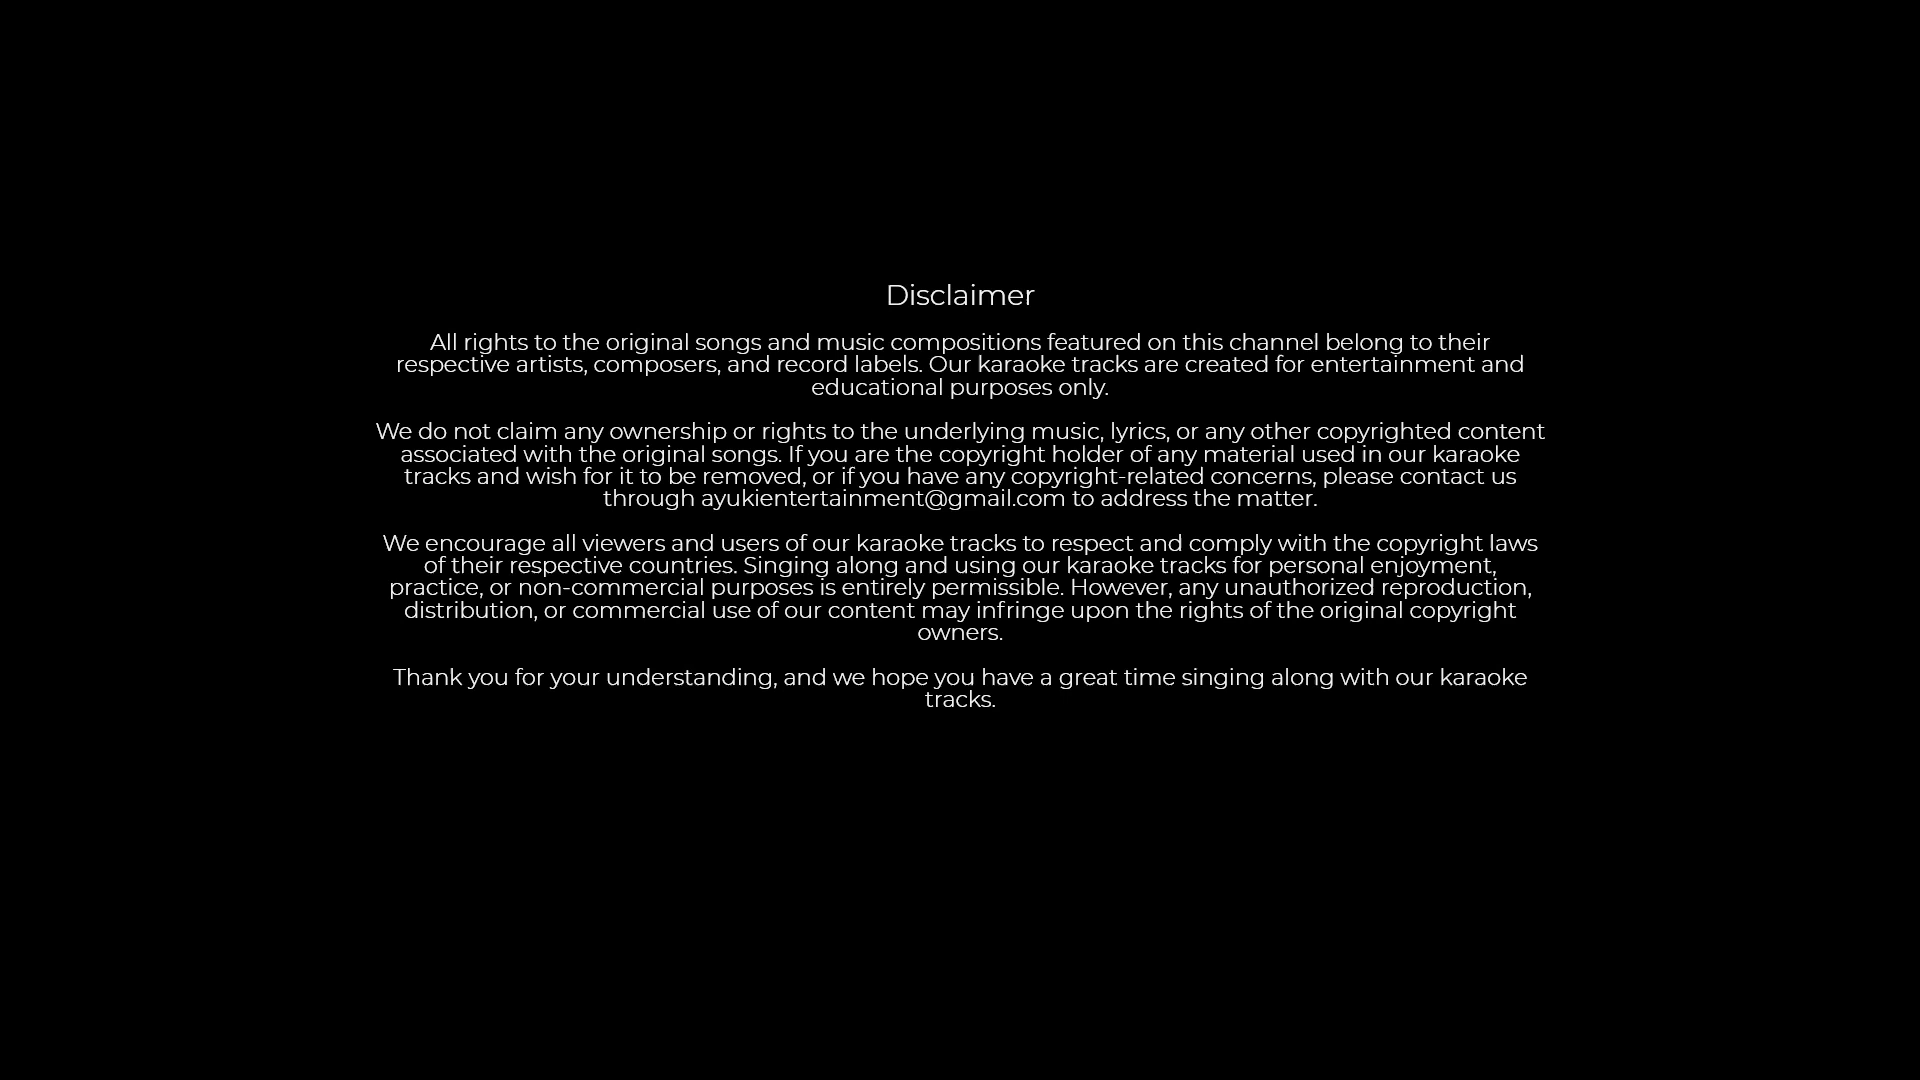 Disclaimer
All rights to the original songs and music compositions featured on this channel belong to their
respective artists, composers, and record labels. Our karaoke tracks are created for entertainment and
educational purposes only.
We do not claim any ownership or rights to the underlying music, lyrics, or any other copyrighted content
associated with the original songs. If you are the copyright holder of any material used in our karaoke
tracks and wish for it to be removed, or if you have any copyright-related concerns, please contact us
through ayukientertainment@gmail.com to address the matter.
We encourage all viewers and users of our karaoke tracks to respect and comply with the copyright laws
of their respective countries. Singing along and using our karaoke tracks for personal enjoyment,
practice, or non-commercial purposes is entirely permissible. However, any unauthorized reproduction,
distribution, or commercial use of our content may infringe upon the rights of the original copyright
owners.
Thank you for your understanding, and we hope you have a great time singing along with our karaoke
tracks.